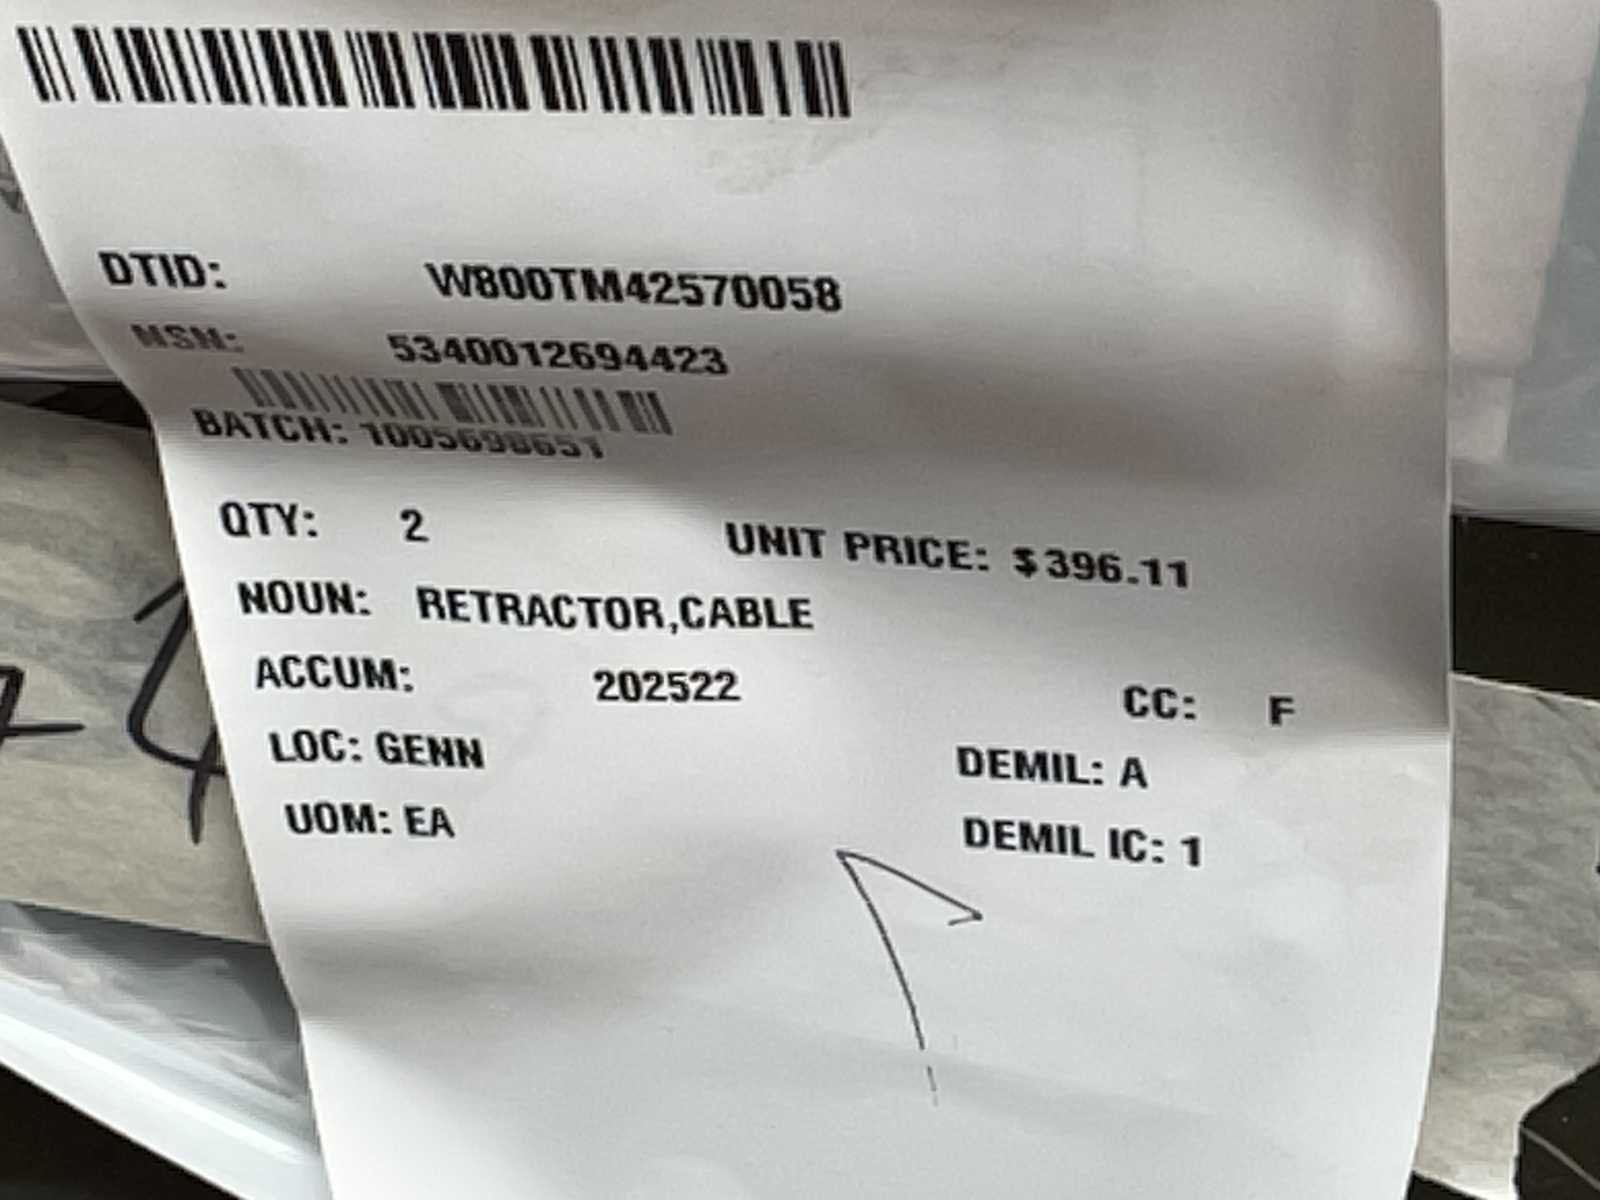 DTID: W800TM42570058
NSN: 5340012694423
BATCH: 1005698651
QTY: 2 UNIT PRICE: $396.11
NOUN: RETRACTOR,CABLE
ACCUM: 202522 CC: F
LOC: GENN DEMIL: A
UOM: EA DEMIL IC: 1